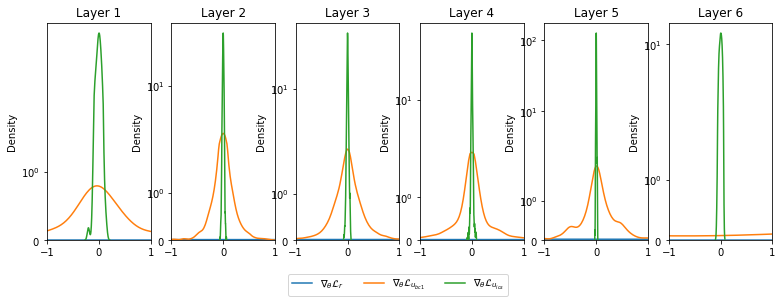 Layer 1 Layer 2 Layer 3 Layer 4 Layer 5 Layer 6
Density Density Density Density Density Density
10⁰ 0
10¹ 10⁰ 0
10¹ 10⁰ 0
10¹ 10⁰ 0
10² 10¹ 10⁰ 0
10¹ 10⁰ 0
−1 0 1 −1 0 1 −1 0 1 −1 0 1 −1 0 1 −1 0 1
∇θℒr ∇θℒu_bc1 ∇θℒu_ics